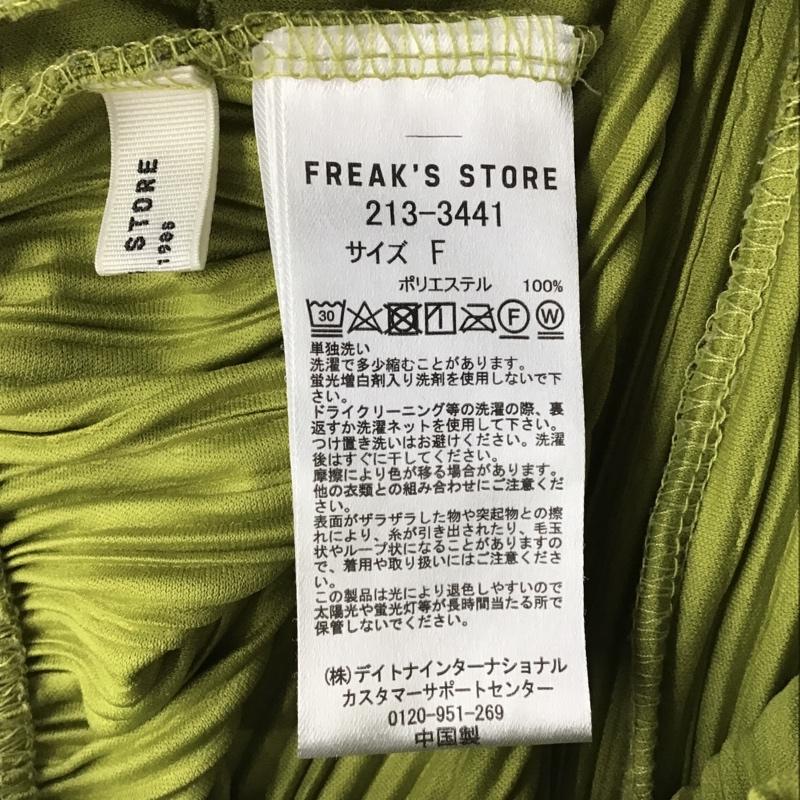 STORE
1986
FREAK'S STORE
213-3441
サイズ F
ポリエステル 100%
30 F W
単独洗い
洗濯で多少縮むことがあります。
蛍光増白剤入り洗剤を使用しないで下
さい。
ドライクリーニング等の洗濯の際、裏
返すか洗濯ネットを使用して下さい。
つけ置き洗いはお避けください。洗濯
後はすぐに干してください。
摩擦により色が移る場合があります。
他の衣類との組み合わせにご注意くだ
さい。
表面がザラザラした物や突起物との擦
れにより、糸が引き出されたり、毛玉
状やループ状になることがありますの
で、着用や取り扱いにはご注意くださ
い。
この製品は光により退色しやすいので
太陽光や蛍光灯等が長時間当たる所で
保管しないでください。
(株)デイトナインターナショナル
カスタマーサポートセンター
0120-951-269
中国製